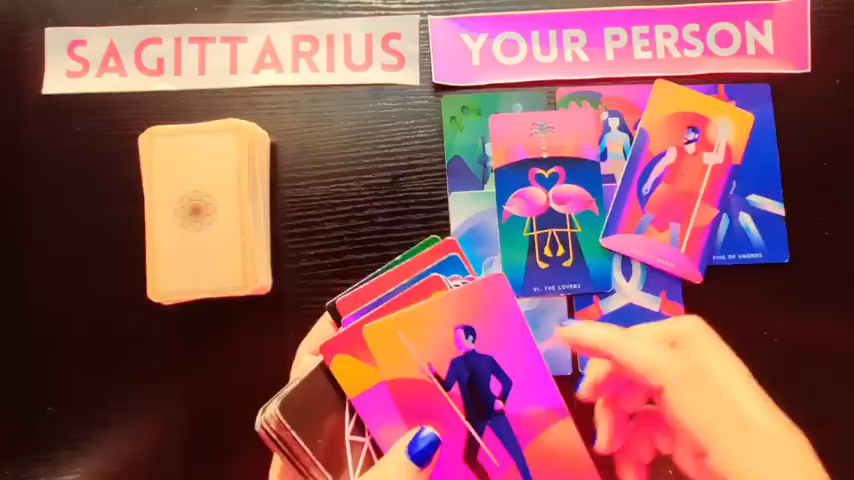 SAGITTARIUS
YOUR PERSON
VI. THE LOVERS
FIVE OF SWORDS